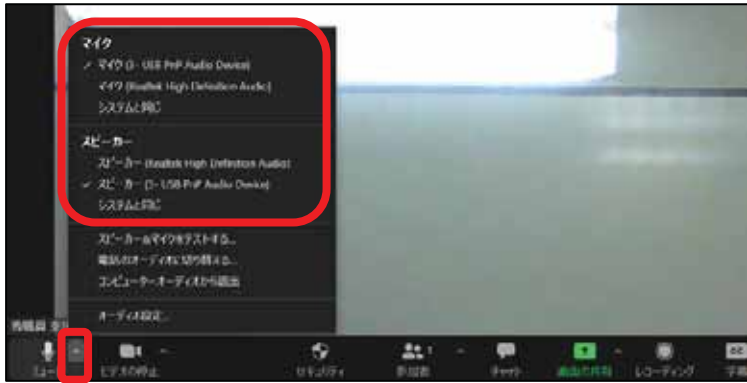 マイク
✓ マイク (3- USB PnP Audio Device)
マイク (Realtek High Definition Audio)
システムと同じ
スピーカー
スピーカー (Realtek High Definition Audio)
✓ スピーカー (3- USB PnP Audio Device)
システムと同じ
スピーカー&マイクをテストする...
電話のオーディオに切り替える...
コンピューターオーディオから退出
オーディオ設定...
ミュート ビデオの停止 セキュリティ 参加者 1 チャット 画面の共有 レコーディング CC 字幕